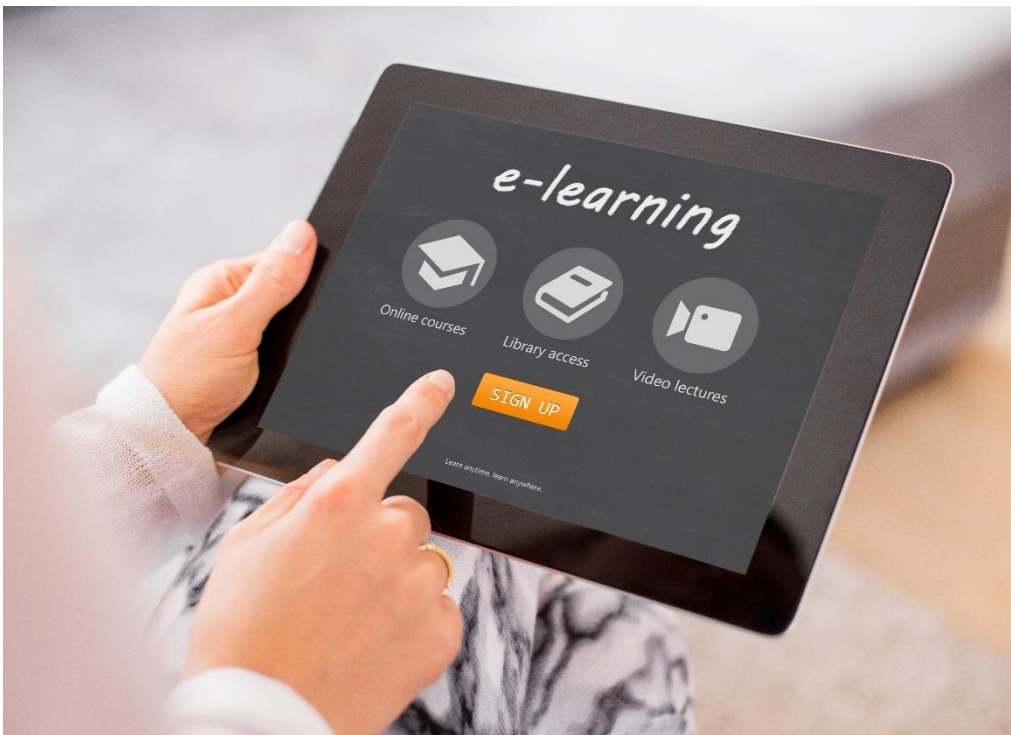 e-learning
Online courses
Library access
Video lectures
SIGN UP
Learn anytime, learn anywhere.